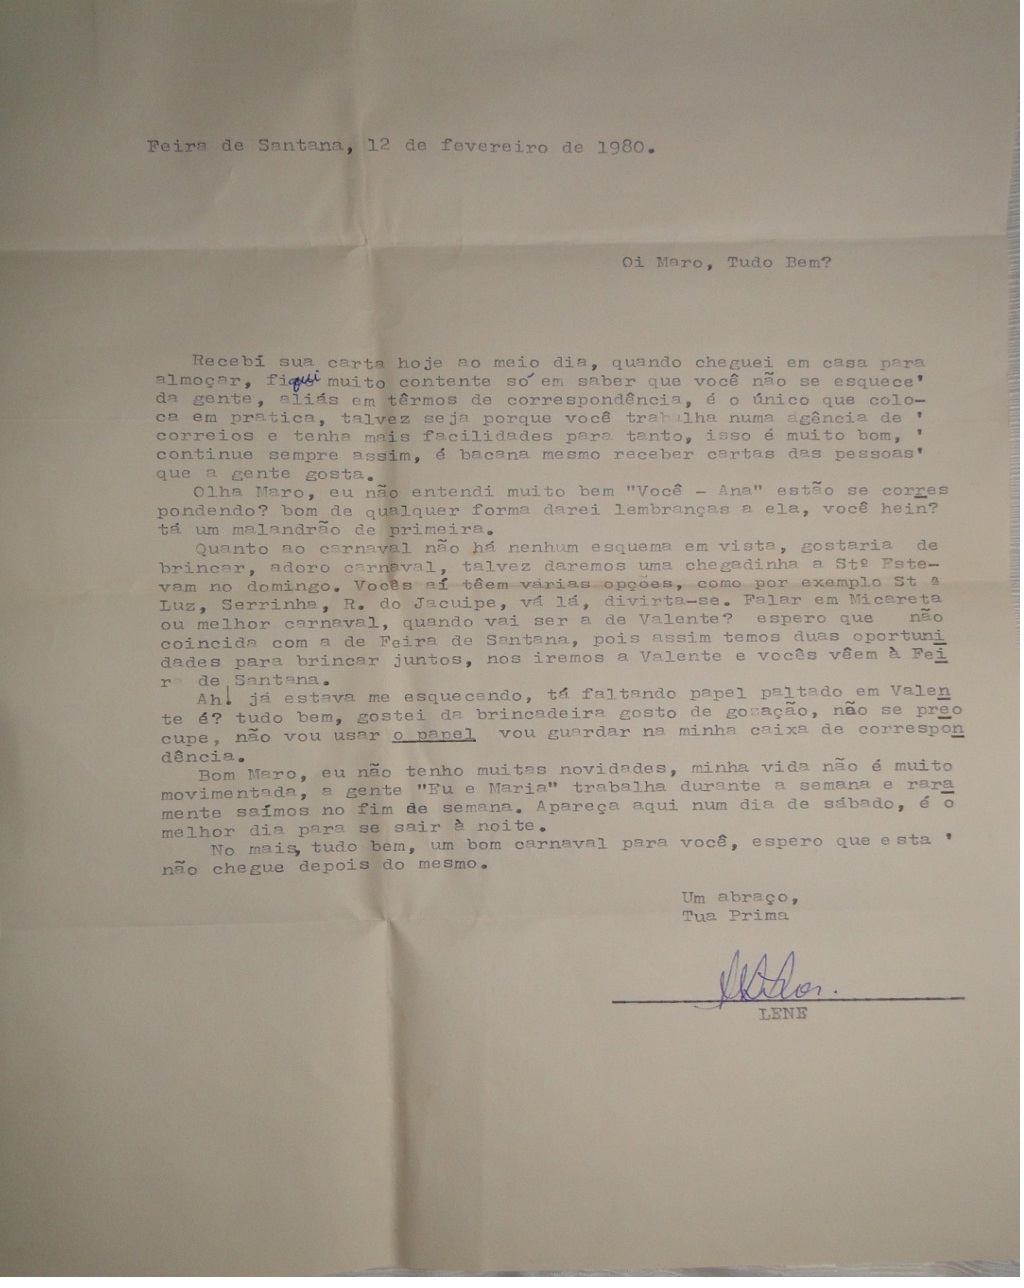 Feira de Santana, 12 de fevereiro de 1980.
Oi Maro, Tudo Bem?
Recebí sua carta hoje ao meio dia, quando cheguei em casa para
almoçar, fiquei muito contente só em saber que você não se esquece'
da gente, aliás em têrmos de correspondência, é o único que colo-
ca em pratica, talvez seja porque você trabalha numa agência de '
correios e tenha mais facilidades para tanto, isso é muito bom, '
continue sempre assim, é bacana mesmo receber cartas das pessoas'
que a gente gosta.
Olha Maro, eu não entendi muito bem "Você - Ana" estão se corres
pondendo? bom de qualquer forma darei lembranças a ela, você hein?
tá um malandrão de primeira.
Quanto ao carnaval não há nenhum esquema em vista, gostaria de
brincar, adoro carnaval, talvez daremos uma chegadinha a Stº Este-
vam no domingo. Vocês aí têem várias opções, como por exemplo St ª
Luz, Serrinha, R. do Jacuipe, vá lá, divirta-se. Falar em Micareta
ou melhor carnaval, quando vai ser a de Valente? espero que não
coincida com a de Feira de Santana, pois assim temos duas oportuni
dades para brincar juntos, nos iremos a Valente e vocês vêem à Fei
ra de Santana.
Ah! já estava me esquecendo, tá faltando papel paltado em Valen
te é? tudo bem, gostei da brincadeira gosto de gozação, não se preo
cupe, não vou usar o papel vou guardar na minha caixa de correspon
dência.
Bom Maro, eu não tenho muitas novidades, minha vida não é muito
movimentada, a gente "Eu e Maria" trabalha durante a semana e rara
mente saímos no fim de semana. Apareça aqui num dia de sábado, é o
melhor dia para se sair à noite.
No mais, tudo bem, um bom carnaval para você, espero que esta '
não chegue depois do mesmo.
Um abraço,
Tua Prima
LENE